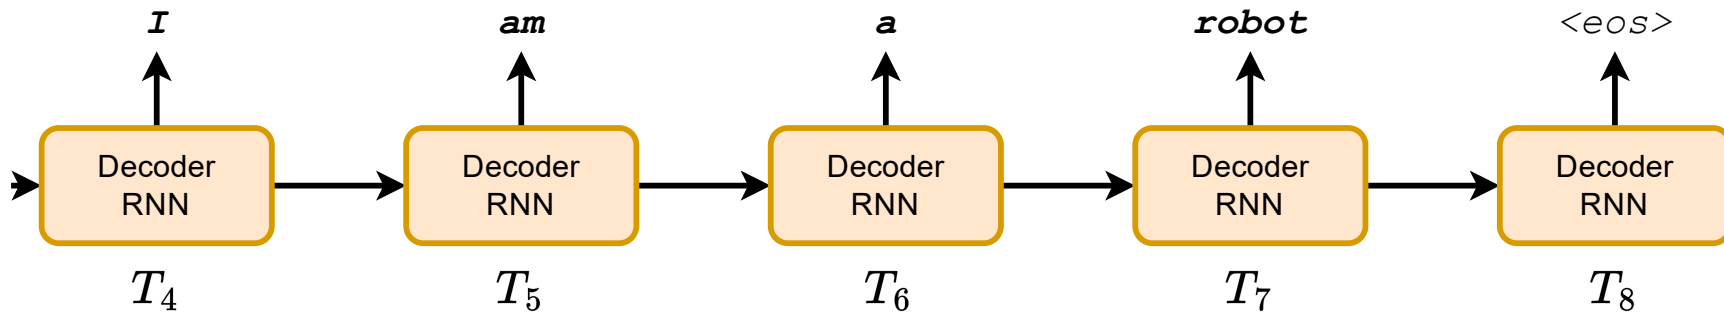 I am a robot <eos>
Decoder Decoder Decoder Decoder Decoder
RNN RNN RNN RNN RNN
T₄ T₅ T₆ T₇ T₈